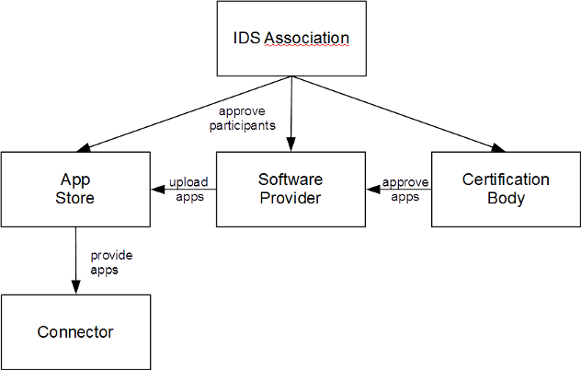 IDS Association
approve
participants
App
Store
upload
apps
Software
Provider
approve
apps
Certification
Body
provide
apps
Connector